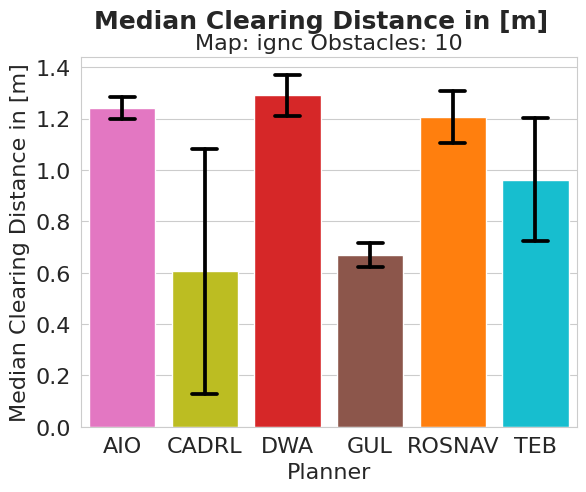 Median Clearing Distance in [m]
Map: ignc Obstacles: 10
Median Clearing Distance in [m]
1.4
1.2
1.0
0.8
0.6
0.4
0.2
0.0
AIO CADRL DWA GUL ROSNAV TEB
Planner